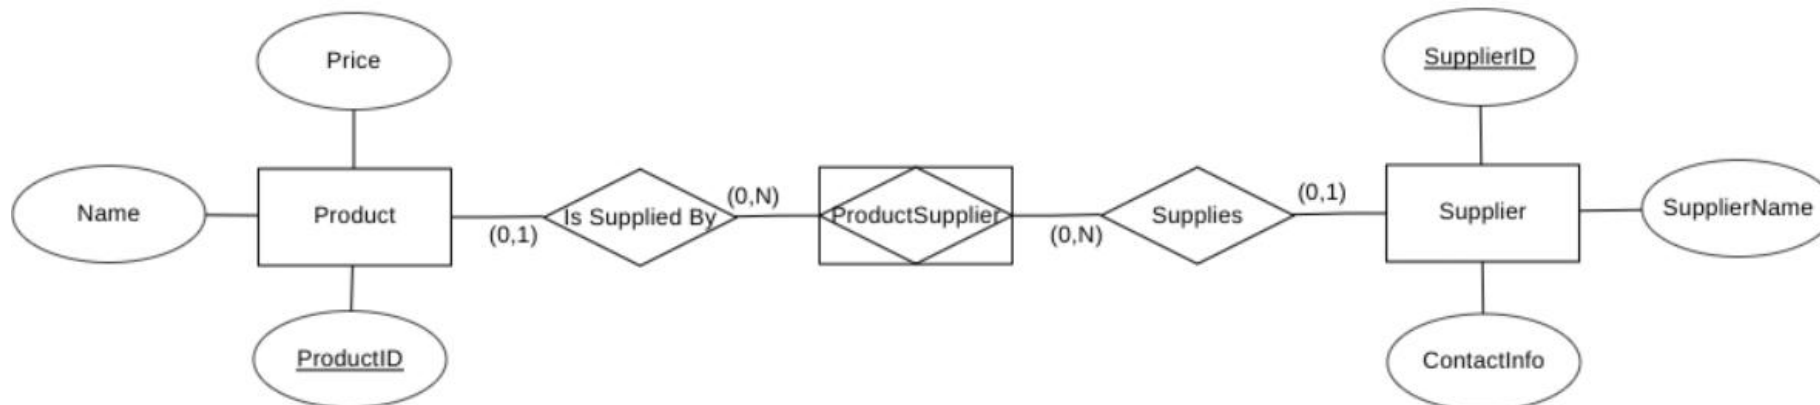 Price
SupplierID
Name
Product
(0,1)
Is Supplied By
(0,N)
ProductSupplier
(0,N)
Supplies
(0,1)
Supplier
SupplierName
ProductID
ContactInfo